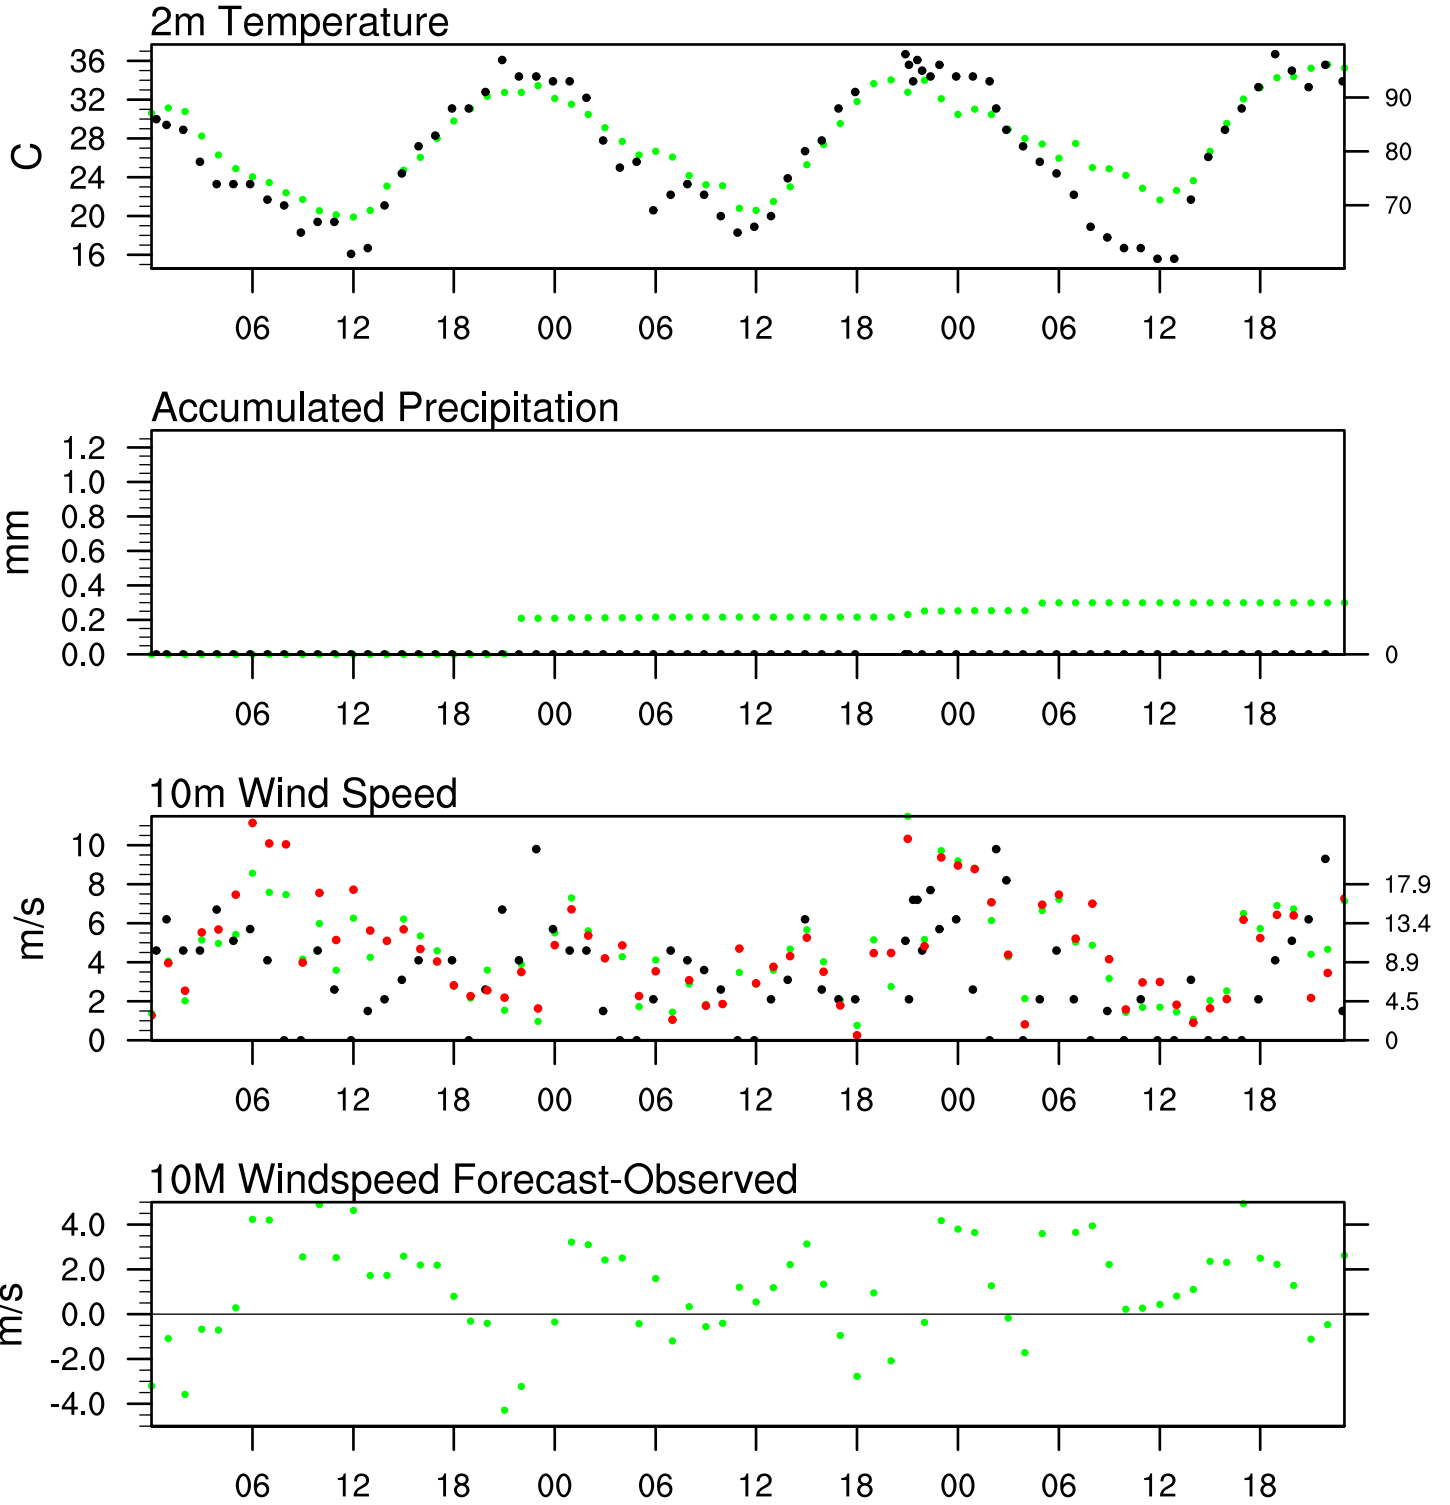 2m Temperature
36
32
28
24
20
16
C
90
80
70
06 12 18 00 06 12 18 00 06 12 18
Accumulated Precipitation
1.2
1.0
0.8
0.6
0.4
0.2
0.0
mm
0
06 12 18 00 06 12 18 00 06 12 18
10m Wind Speed
10
8
6
4
2
0
m/s
17.9
13.4
8.9
4.5
0
06 12 18 00 06 12 18 00 06 12 18
10M Windspeed Forecast-Observed
4.0
2.0
0.0
-2.0
-4.0
m/s
06 12 18 00 06 12 18 00 06 12 18